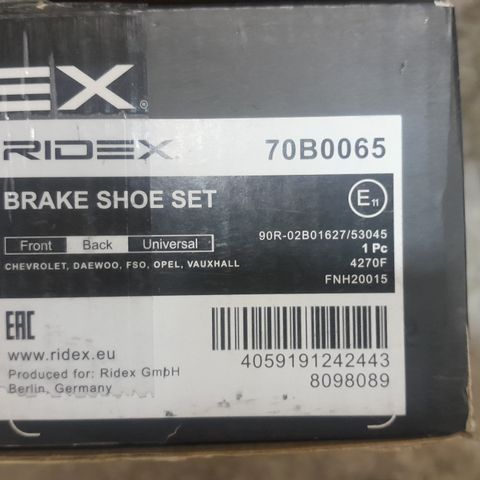 EX®
RIDEX 70B0065
BRAKE SHOE SET E11
90R-02B01627/53045
Front Back Universal 1 Pc
CHEVROLET, DAEWOO, FSO, OPEL, VAUXHALL 4270F
FNH20015
EAC
www.ridex.eu
Produced for: Ridex GmbH
Berlin, Germany
4059191242443
8098089